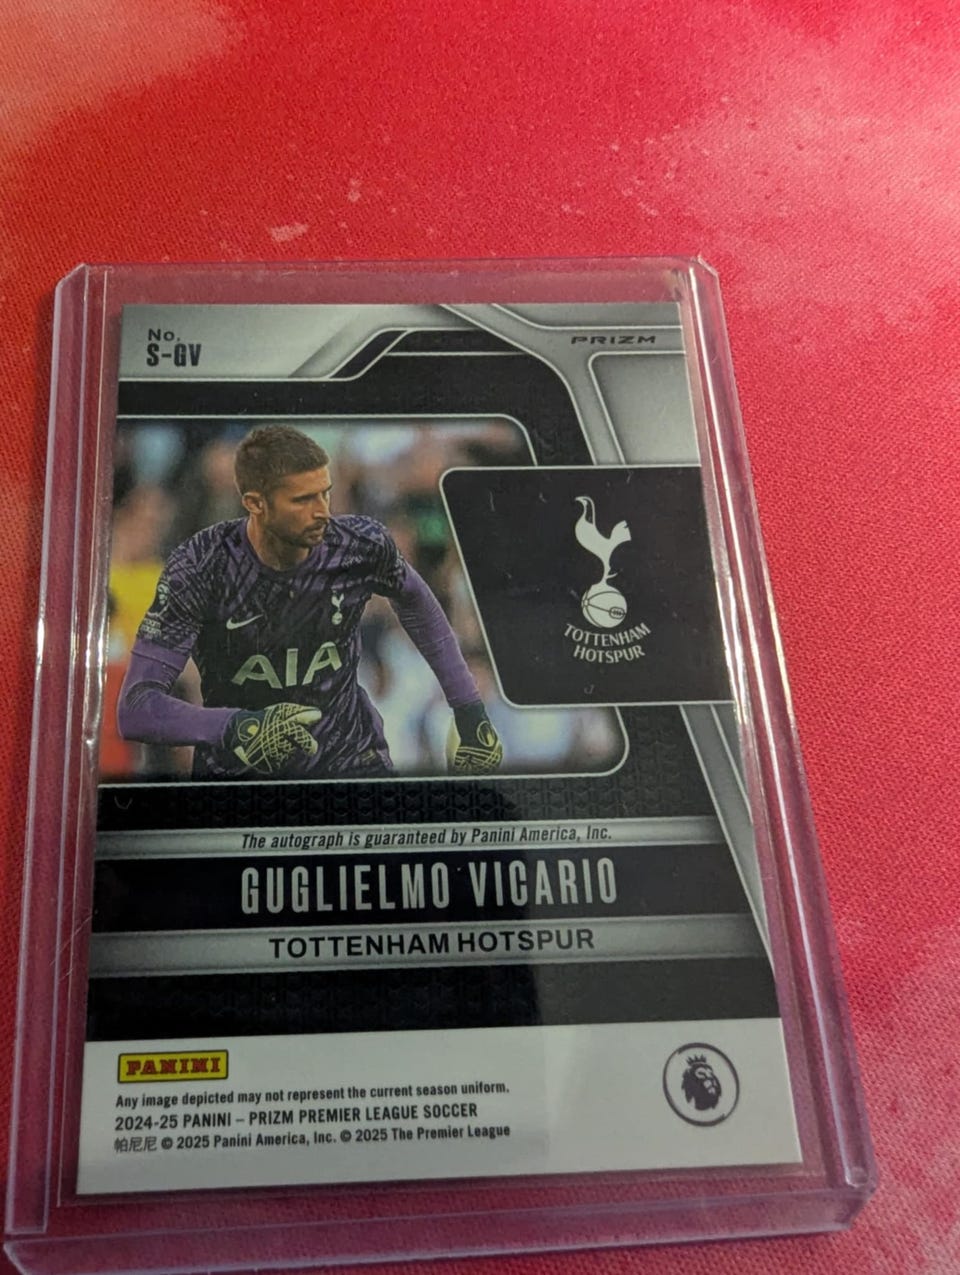 No.
S-GV
PRIZM
AIA
TOTTENHAM
HOTSPUR
The autograph is guaranteed by Panini America, Inc.
GUGLIELMO VICARIO
TOTTENHAM HOTSPUR
PANINI
Any image depicted may not represent the current season uniform.
2024-25 PANINI – PRIZM PREMIER LEAGUE SOCCER
帕尼尼 © 2025 Panini America, Inc. © 2025 The Premier League